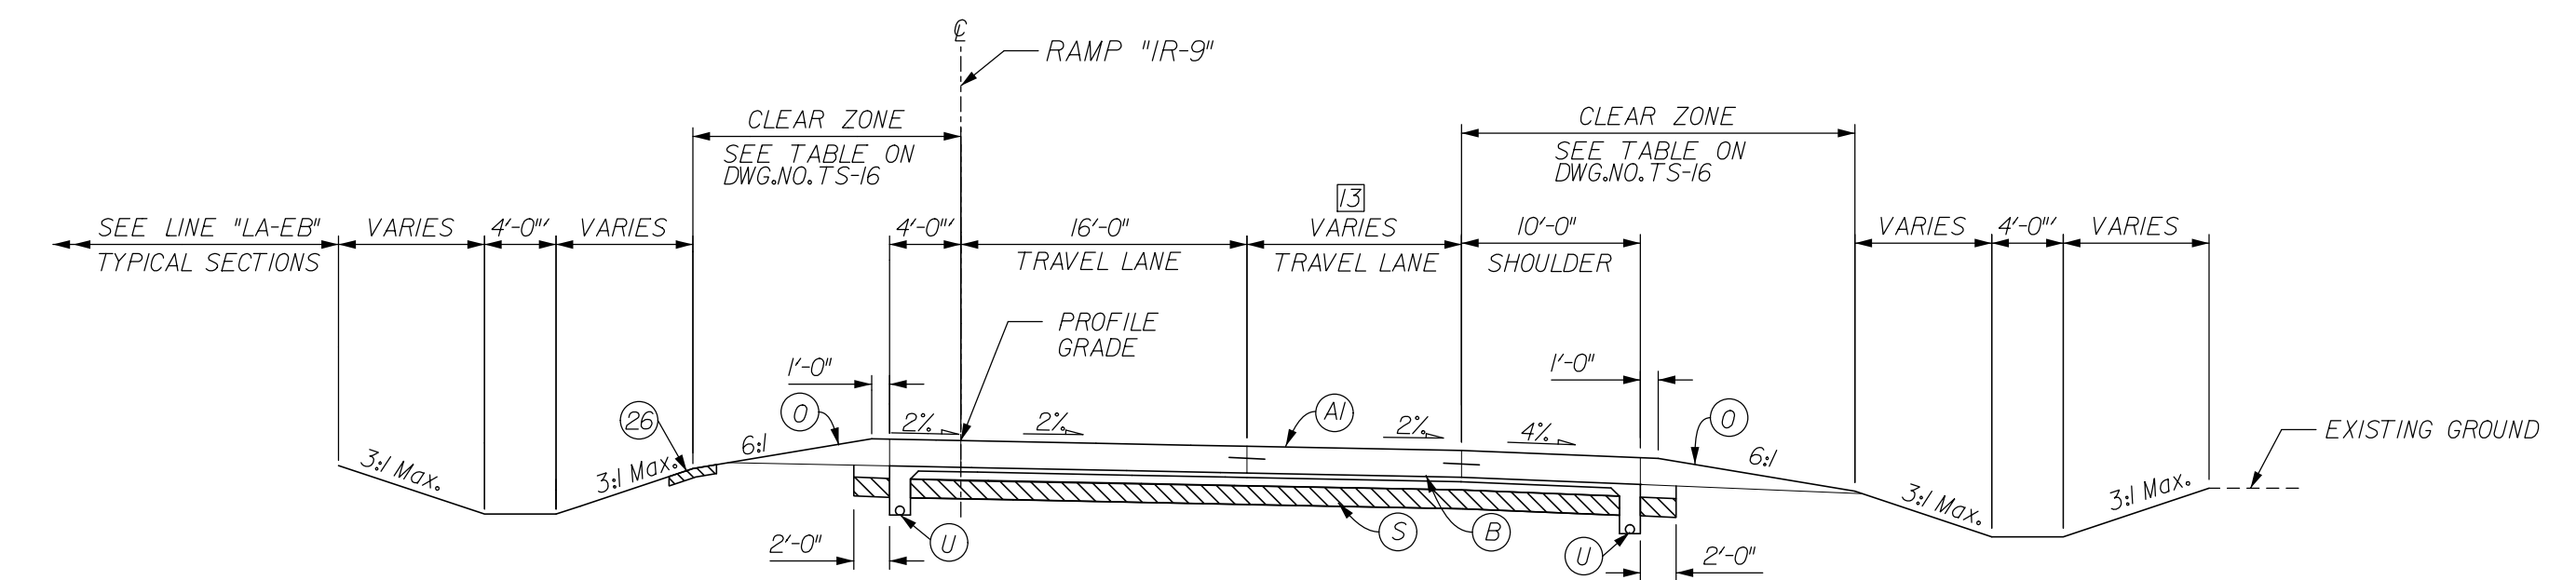 ℄
RAMP "IR-9"
CLEAR ZONE
SEE TABLE ON
DWG.NO.TS-16
CLEAR ZONE
SEE TABLE ON
DWG.NO.TS-16
13
SEE LINE "LA-EB"
TYPICAL SECTIONS
VARIES
4'-0"'
VARIES
4'-0"'
16'-0"
TRAVEL LANE
VARIES
TRAVEL LANE
10'-0"
SHOULDER
VARIES
4'-0"'
VARIES
PROFILE
GRADE
1'-0"
1'-0"
26
O
2%
2%
A1
2%
4%
O
EXISTING GROUND
3:1 Max.
3:1 Max.
6:1
6:1
3:1 Max.
3:1 Max.
U
S
B
U
2'-0"
2'-0"